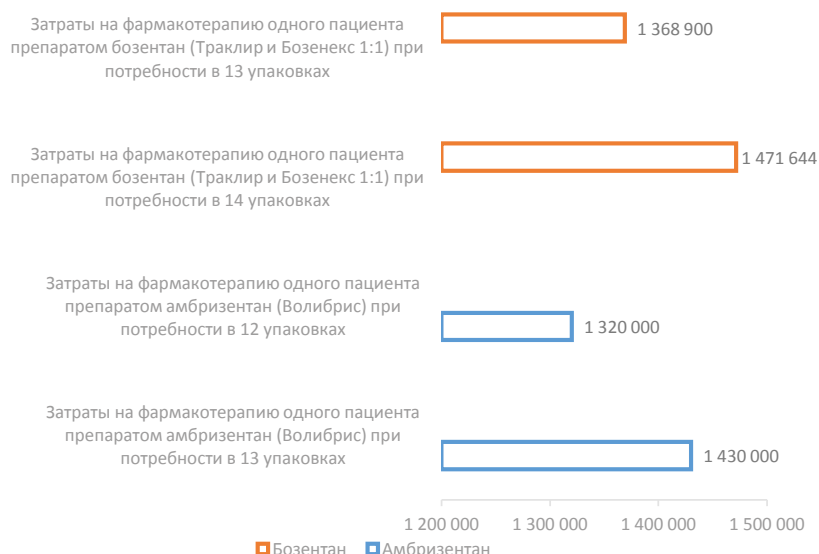 Затраты на фармакотерапию одного пациента
препаратом бозентан (Траклир и Бозенекс 1:1) при
потребности в 13 упаковках
1 368 900
Затраты на фармакотерапию одного пациента
препаратом бозентан (Траклир и Бозенекс 1:1) при
потребности в 14 упаковках
1 471 644
Затраты на фармакотерапию одного пациента
препаратом амбризентан (Волибрис) при
потребности в 12 упаковках
1 320 000
Затраты на фармакотерапию одного пациента
препаратом амбризентан (Волибрис) при
потребности в 13 упаковках
1 430 000
1 200 000 1 300 000 1 400 000 1 500 000
Бозентан Амбризентан